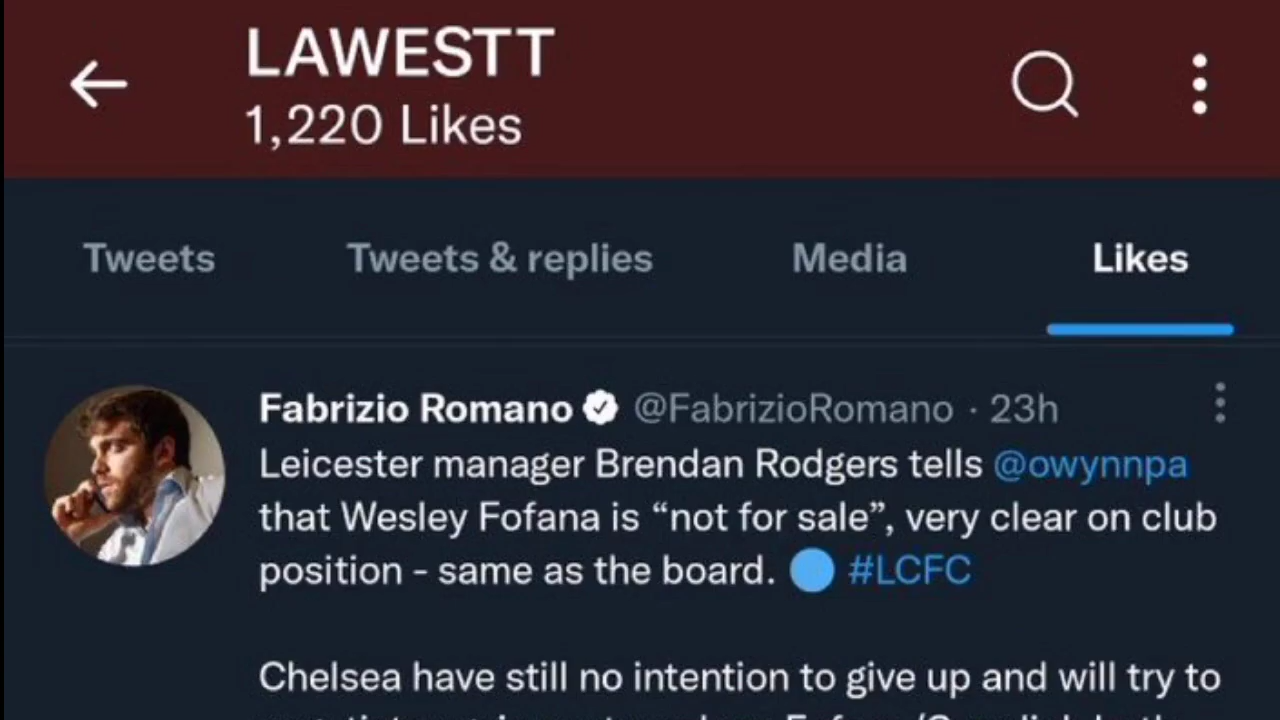 LAWESTT
1,220 Likes
Tweets Tweets & replies Media Likes
Fabrizio Romano @FabrizioRomano · 23h
Leicester manager Brendan Rodgers tells @owynnpa
that Wesley Fofana is “not for sale”, very clear on club
position - same as the board. 🔵 #LCFC
Chelsea have still no intention to give up and will try to